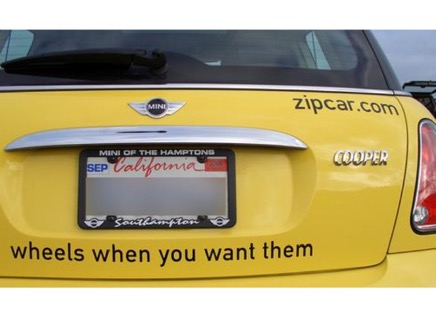 zipcar.com
MINI
COOPER
MINI OF THE HAMPTONS
SEP California
Southampton
wheels when you want them